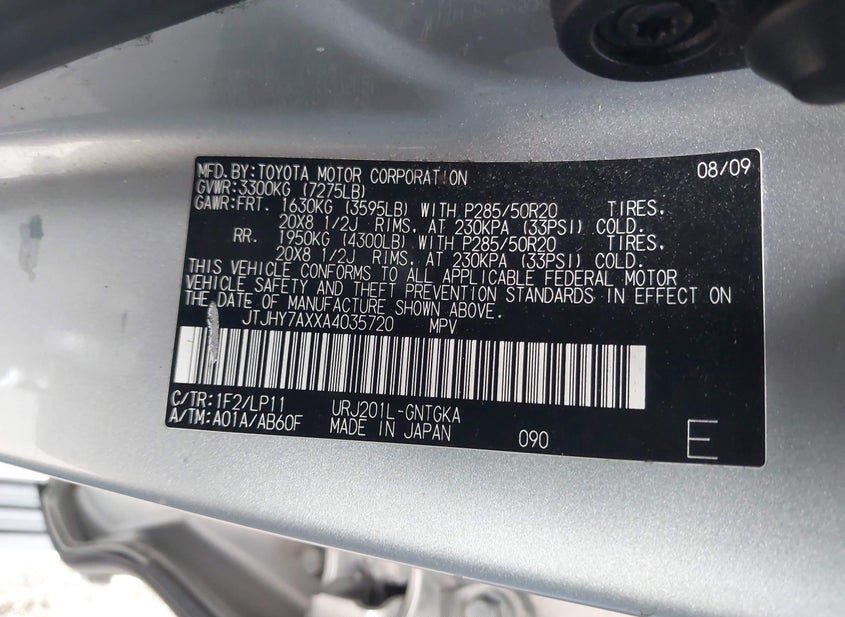 MFD.BY:TOYOTA MOTOR CORPORATION 08/09
GVWR:3300KG (7275LB)
GAWR:FRT. 1630KG (3595LB) WITH P285/50R20 TIRES,
20X8 1/2J RIMS, AT 230KPA (33PSI) COLD.
RR. 1950KG (4300LB) WITH P285/50R20 TIRES,
20X8 1/2J RIMS, AT 230KPA (33PSI) COLD.
THIS VEHICLE CONFORMS TO ALL APPLICABLE FEDERAL MOTOR
VEHICLE SAFETY AND THEFT PREVENTION STANDARDS IN EFFECT ON
THE DATE OF MANUFACTURE SHOWN ABOVE.
JTJHY7AXXA4035720 MPV
C/TR:1F2/LP11 URJ201L-GNTGKA
A/TM:A01A/AB60F MADE IN JAPAN 090 E